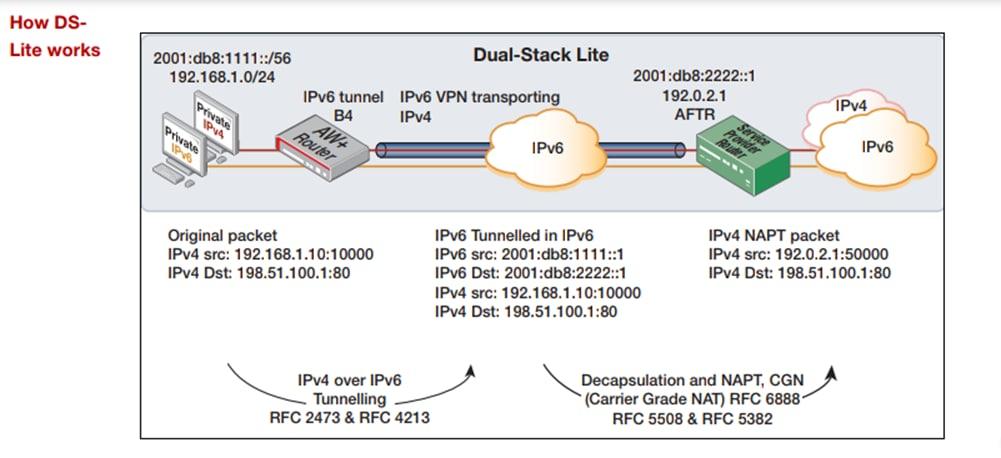 How DS-
Lite works
Dual-Stack Lite
2001:db8:1111::/56
192.168.1.0/24
Private
IPv4
Private
IPv6
IPv6 tunnel
B4
AW+
Router
IPv6 VPN transporting
IPv4
IPv6
2001:db8:2222::1
192.0.2.1
AFTR
Service
Provider
Router
IPv4
IPv6
Original packet
IPv4 src: 192.168.1.10:10000
IPv4 Dst: 198.51.100.1:80
IPv6 Tunnelled in IPv6
IPv6 src: 2001:db8:1111::1
IPv6 Dst: 2001:db8:2222::1
IPv4 src: 192.168.1.10:10000
IPv4 Dst: 198.51.100.1:80
IPv4 NAPT packet
IPv4 src: 192.0.2.1:50000
IPv4 Dst: 198.51.100.1:80
IPv4 over IPv6
Tunnelling
RFC 2473 & RFC 4213
Decapsulation and NAPT, CGN
(Carrier Grade NAT) RFC 6888
RFC 5508 & RFC 5382